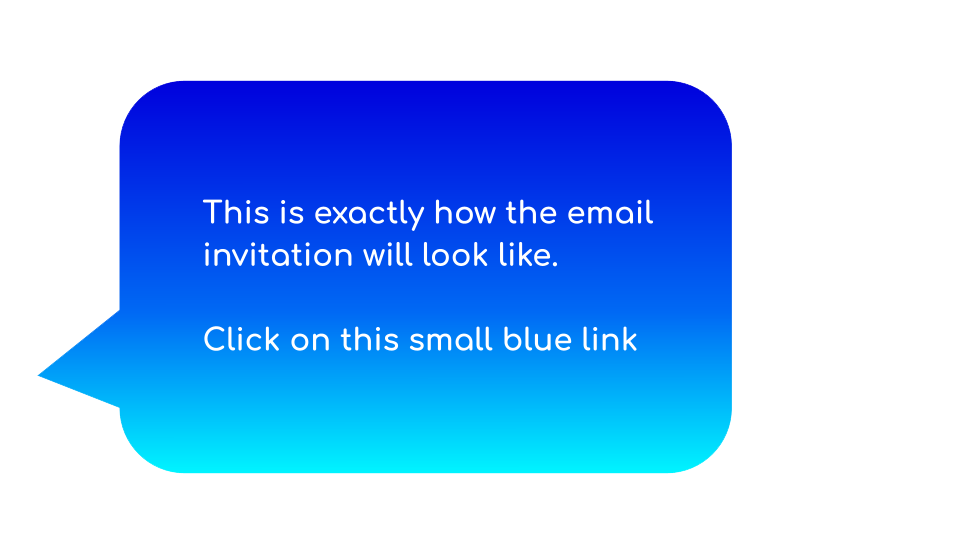 This is exactly how the email
invitation will look like.
Click on this small blue link